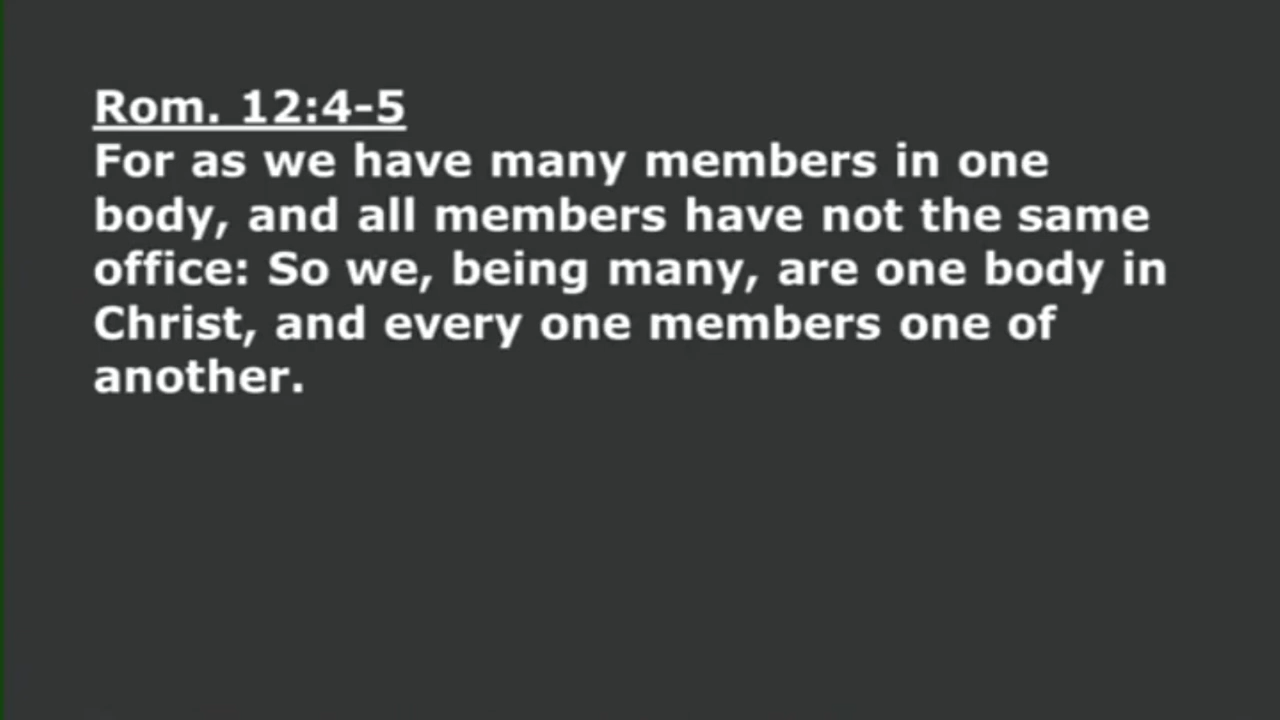 Rom. 12:4-5
For as we have many members in one
body, and all members have not the same
office: So we, being many, are one body in
Christ, and every one members one of
another.